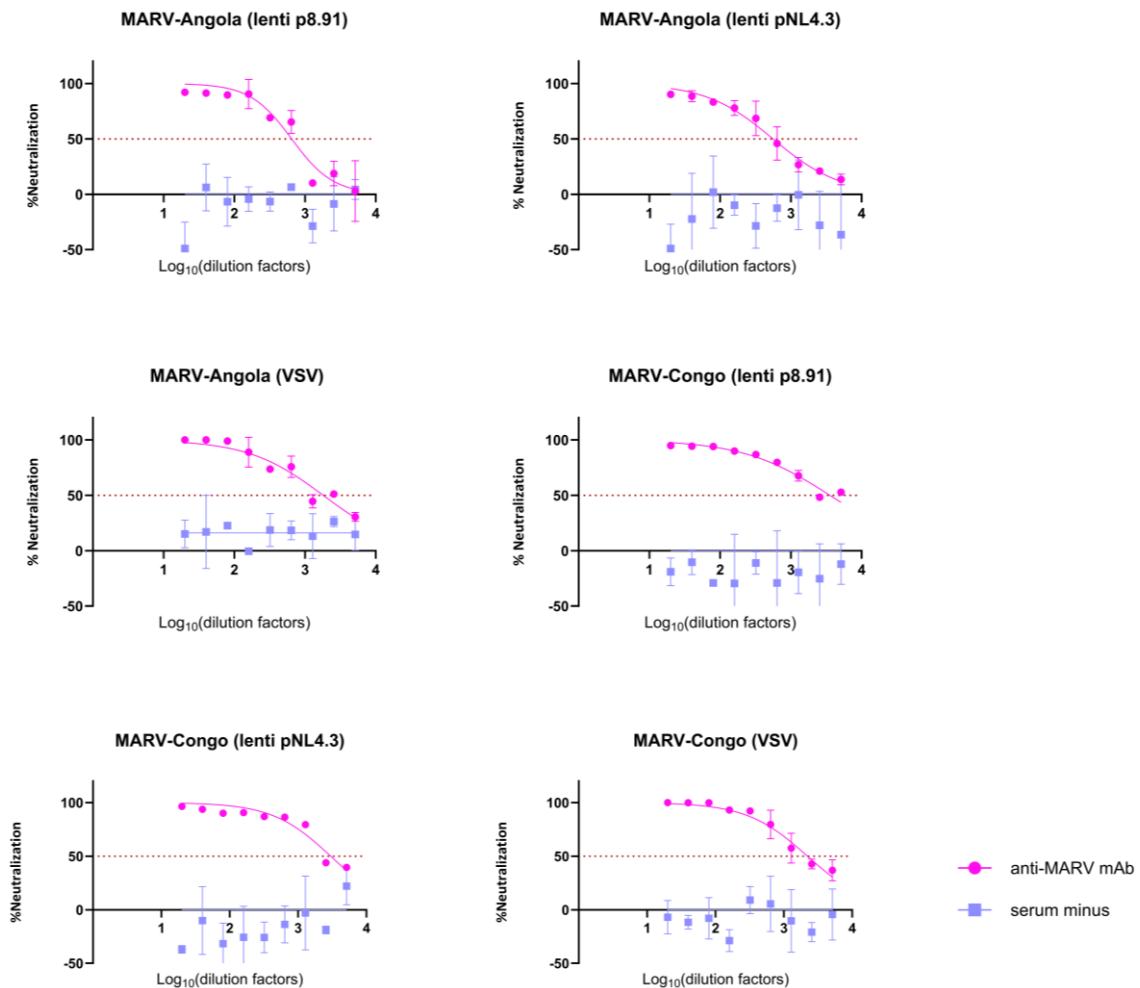 MARV-Angola (lenti p8.91)
%Neutralization
100
50
0
-50
1 2 3 4
Log₁₀(dilution factors)
MARV-Angola (lenti pNL4.3)
% Neutralization
100
50
0
-50
1 2 3 4
Log₁₀(dilution factors)
MARV-Angola (VSV)
% Neutralization
100
50
0
-50
1 2 3 4
Log₁₀(dilution factors)
MARV-Congo (lenti p8.91)
% Neutralization
100
50
0
-50
1 2 3 4
Log₁₀(dilution factors)
MARV-Congo (lenti pNL4.3)
%Neutralization
100
50
0
-50
1 2 3 4
Log₁₀(dilution factors)
MARV-Congo (VSV)
%Neutralization
100
50
0
-50
1 2 3 4
Log₁₀(dilution factors)
anti-MARV mAb
serum minus